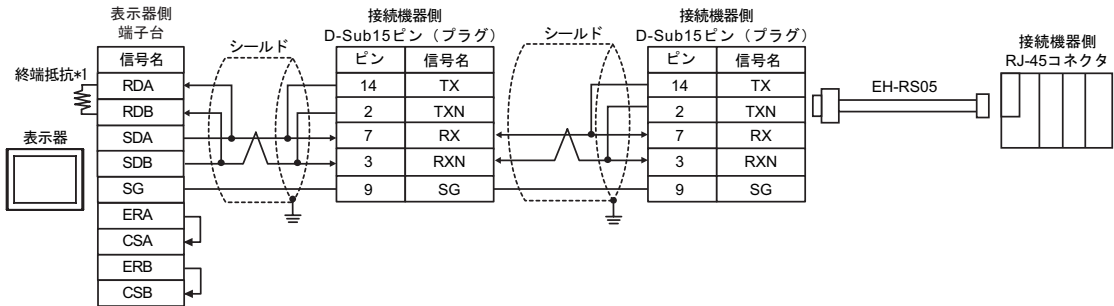 表示器側
端子台
信号名
RDA
RDB
SDA
SDB
SG
ERA
CSA
ERB
CSB
終端抵抗*1
表示器
シールド
接続機器側
D-Sub15ピン（プラグ）
ピン 信号名
14 TX
2 TXN
7 RX
3 RXN
9 SG
シールド
接続機器側
D-Sub15ピン（プラグ）
ピン 信号名
14 TX
2 TXN
7 RX
3 RXN
9 SG
EH-RS05
接続機器側
RJ-45コネクタ